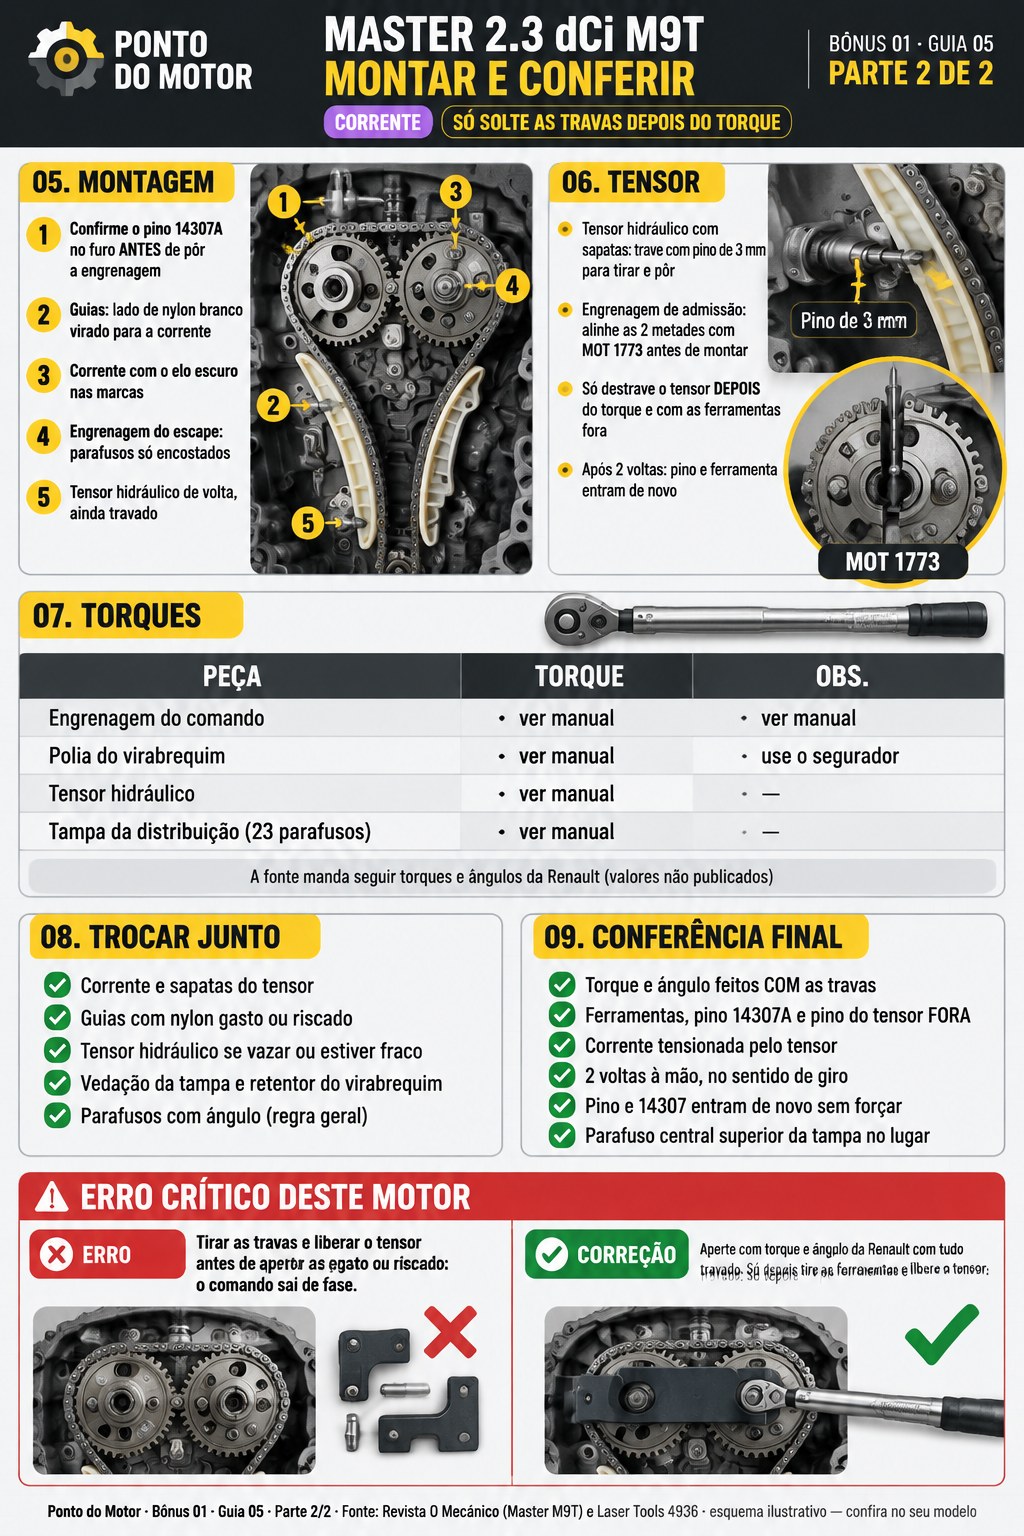 PONTO
DO MOTOR
MASTER 2.3 dCi M9T
MONTAR E CONFERIR
CORRENTE
SÓ SOLTE AS TRAVAS DEPOIS DO TORQUE
BÔNUS 01 · GUIA 05
PARTE 2 DE 2
05. MONTAGEM
1
Confirme o pino 14307A
no furo ANTES de pôr
a engrenagem
2
Guias: lado de nylon branco
virado para a corrente
3
Corrente com o elo escuro
nas marcas
4
Engrenagem do escape:
parafusos só encostados
5
Tensor hidráulico de volta,
ainda travado
1
3
4
2
5
06. TENSOR
Tensor hidráulico com
sapatas: trave com pino de 3 mm
para tirar e pôr
Engrenagem de admissão:
alinhe as 2 metades com
MOT 1773 antes de montar
Só destrave o tensor DEPOIS
do torque e com as ferramentas
fora
Após 2 voltas: pino e ferramenta
entram de novo
Pino de 3 mm
MOT 1773
07. TORQUES
PEÇA TORQUE OBS.
Engrenagem do comando • ver manual • ver manual
Polia do virabrequim • ver manual • use o segurador
Tensor hidráulico • ver manual • —
Tampa da distribuição (23 parafusos) • ver manual • —
A fonte manda seguir torques e ângulos da Renault (valores não publicados)
08. TROCAR JUNTO
Corrente e sapatas do tensor
Guias com nylon gasto ou riscado
Tensor hidráulico se vazar ou estiver fraco
Vedação da tampa e retentor do virabrequim
Parafusos com ângulo (regra geral)
09. CONFERÊNCIA FINAL
Torque e ângulo feitos COM as travas
Ferramentas, pino 14307A e pino do tensor FORA
Corrente tensionada pelo tensor
2 voltas à mão, no sentido de giro
Pino e 14307 entram de novo sem forçar
Parafuso central superior da tampa no lugar
ERRO CRÍTICO DESTE MOTOR
ERRO
Tirar as travas e liberar o tensor
antes de apertar as egato ou riscado:
o comando sai de fase.
CORREÇÃO
Aperte com torque e ângulo da Renault com tudo
travado. Só depois tire as ferramentas e libere o tensor.
Ponto do Motor · Bônus 01 · Guia 05 · Parte 2/2 · Fonte: Revista O Mecánico (Master M9T) e Laser Tools 4936 · esquema ilustrativo — confira no seu modelo